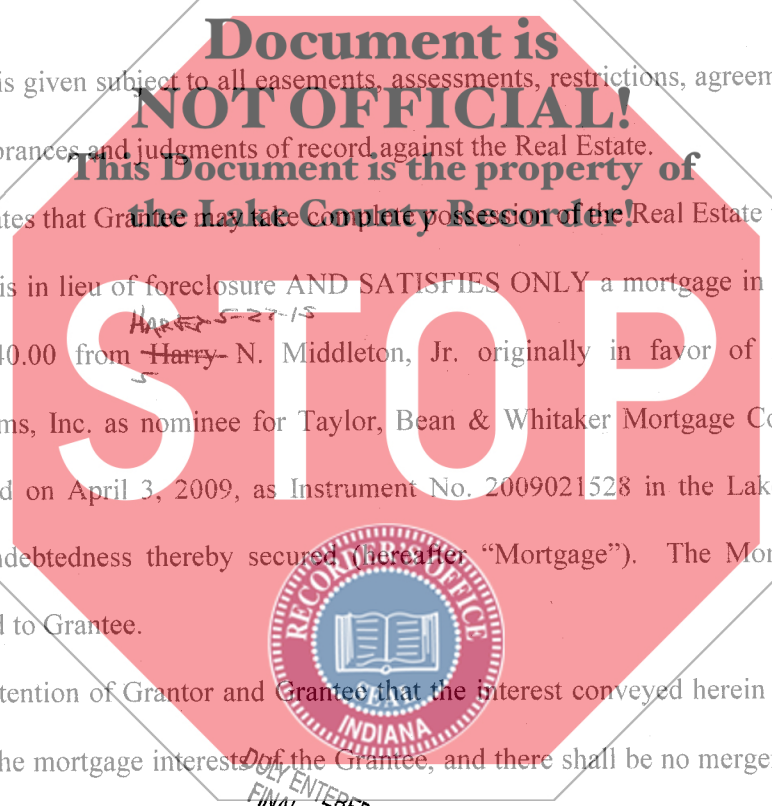 Document is
is given subject to all easements, assessments, restrictions, agreem
NOT OFFICIAL!
brances and judgments of record against the Real Estate.
This Document is the property of
the Lake County Recorder!
tes that Grantee may take complete possession of the Real Estate
is in lieu of foreclosure AND SATISFIES ONLY a mortgage in
5-27-15
40.00 from Harry N. Middleton, Jr. originally in favor of
STOP
ms, Inc. as nominee for Taylor, Bean & Whitaker Mortgage Co
d on April 3, 2009, as Instrument No. 2009021528 in the Lak
ndebtedness thereby secured (hereafter “Mortgage”). The Mor
d to Grantee.
RECORDER'S OFFICE
SEAL
INDIANA
tention of Grantor and Grantee that the interest conveyed herein
he mortgage interests of the Grantee, and there shall be no merge
DULY ENTERED
FINAL